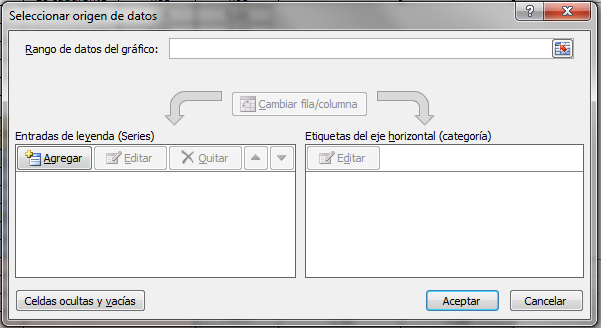 Seleccionar origen de datos
Rango de datos del gráfico:
Cambiar fila/columna
Entradas de leyenda (Series)
Etiquetas del eje horizontal (categoría)
Agregar Editar Quitar Editar
Celdas ocultas y vacías Aceptar Cancelar